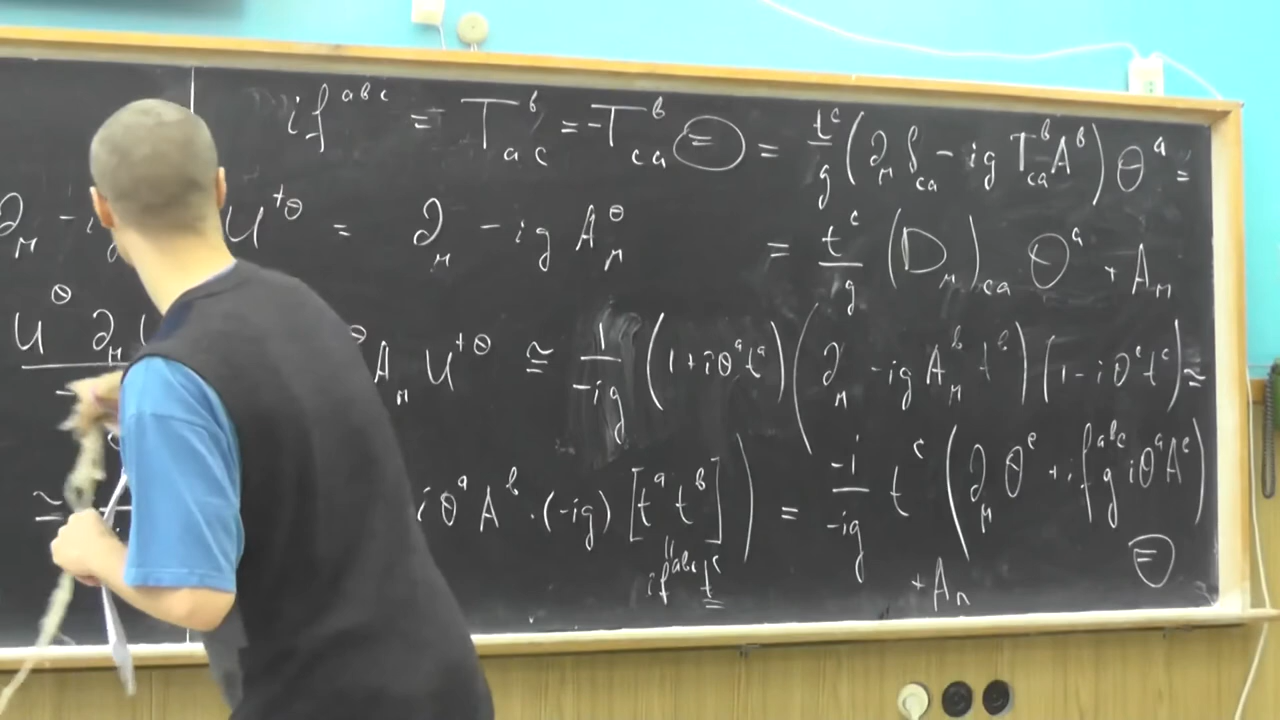 if^{abc} = T^b_{ac} = -T^b_{ca} = = t^c/g (∂_μ δ_{ca} - ig T^b_{ca} A^b) θ^a =
∂_μ - i U^{+θ} = ∂_μ - ig A^θ_μ
= t^c/g (D_μ)_{ca} θ^a + A_μ
U^θ ∂_μ A_μ U^{+θ} ≅ 1/-ig (1 + iθ^a t^a) (∂_μ - ig A^b_μ t^b) (1 - iθ^c t^c) ≈
≈ iθ^a A^b · (-ig) [t^a t^b]) = -i/-ig t^c (∂_μ θ^c + i f^{abc} g iθ^a A^c) =
if^{abc} t^c + A_μ